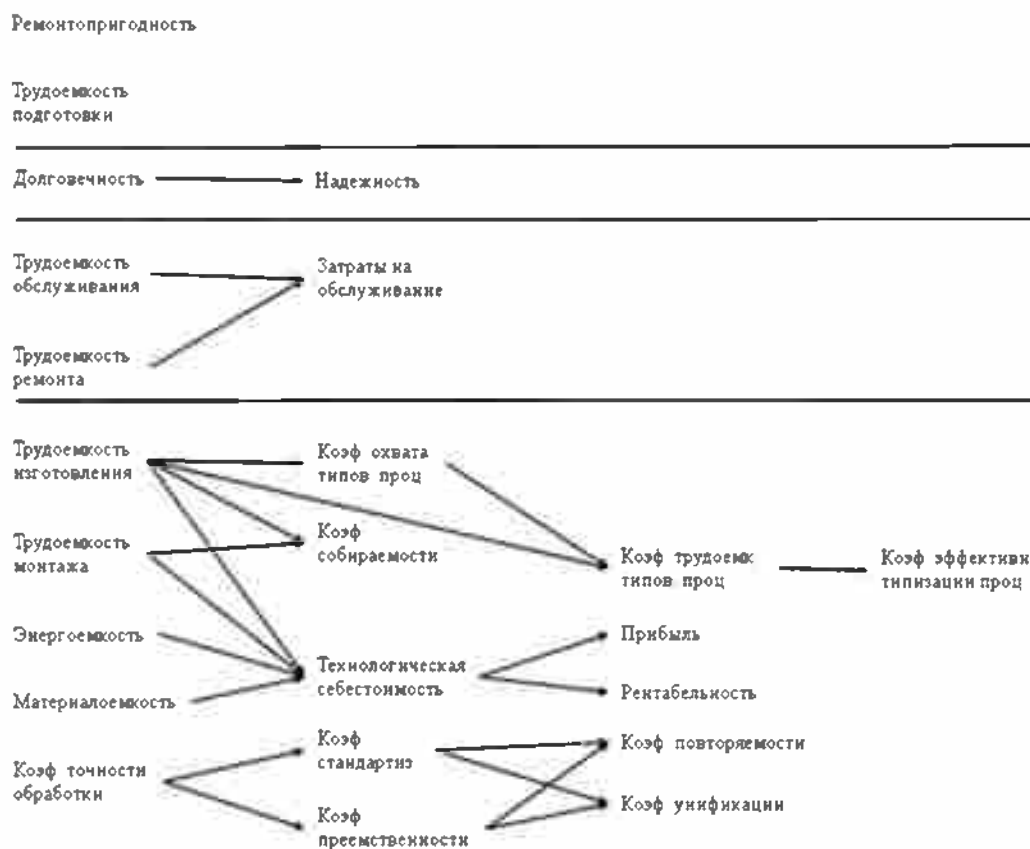 Ремонтопригодность
Трудоемкость
подготовки
Долговечность
Надежность
Трудоемкость
обслуживания
Затраты на
обслуживание
Трудоемкость
ремонта
Трудоемкость
изготовления
Коэф охвата
типов проц
Трудоемкость
монтажа
Коэф
собираемости
Коэф трудоемк
типов проц
Коэф эффективн
типизации проц
Энергоемкость
Прибыль
Технологическая
себестоимость
Материалоемкость
Рентабельность
Коэф
стандартиз
Коэф повторяемости
Коэф точности
обработки
Коэф унификации
Коэф
преемственности